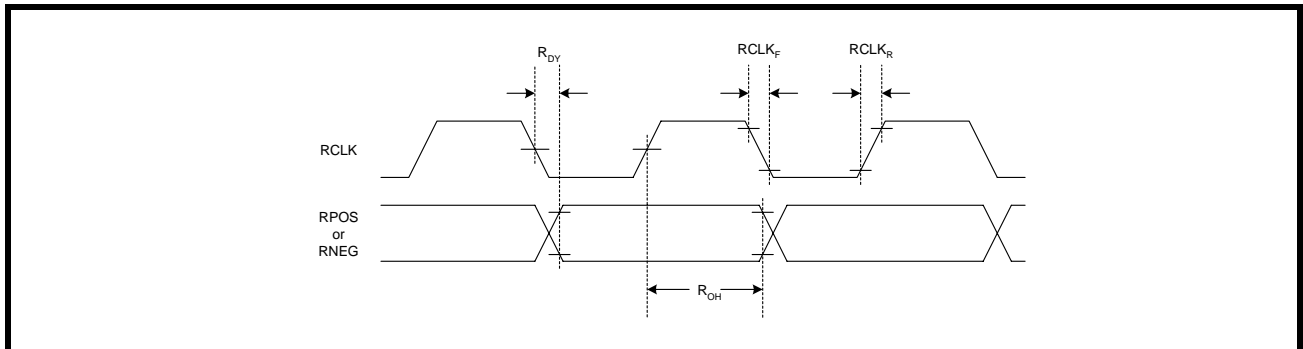 R_DY
RCLK_F
RCLK_R
RCLK
RPOS
or
RNEG
R_OH